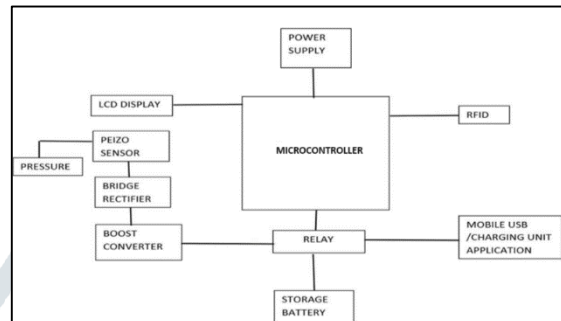 POWER
SUPPLY
LCD DISPLAY
RFID
PEIZO
SENSOR
MICROCONTROLLER
PRESSURE
BRIDGE
RECTIFIER
BOOST
CONVERTER
RELAY
MOBILE USB
/CHARGING UNIT
APPLICATION
STORAGE
BATTERY